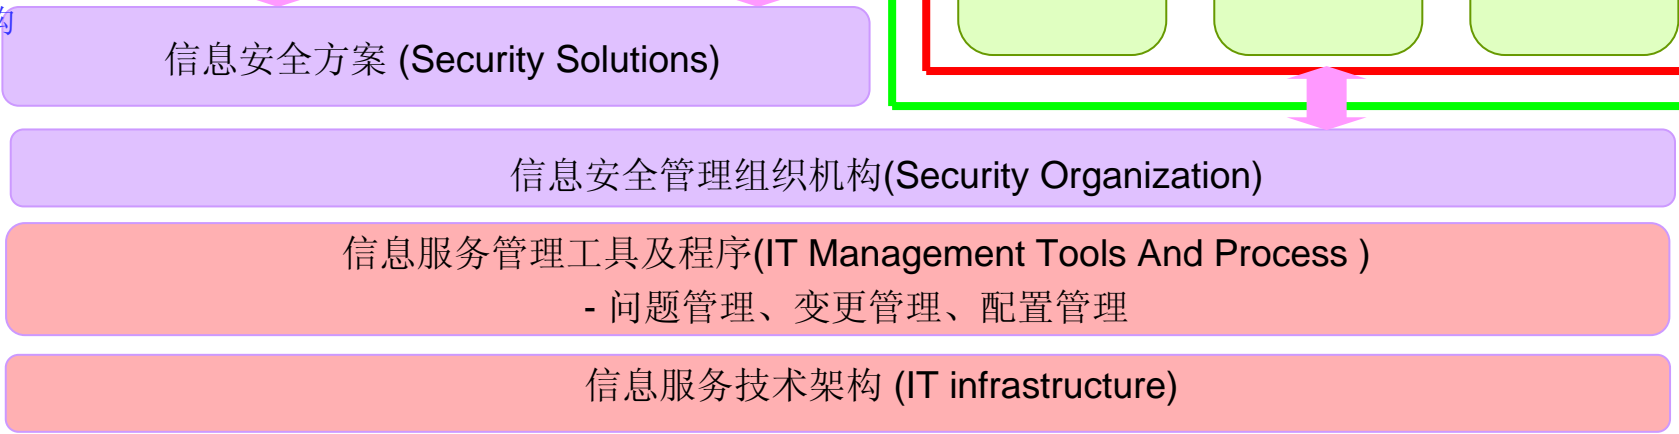 构
信息安全方案 (Security Solutions)
信息安全管理组织机构(Security Organization)
信息服务管理工具及程序(IT Management Tools And Process )
- 问题管理、变更管理、配置管理
信息服务技术架构 (IT infrastructure)